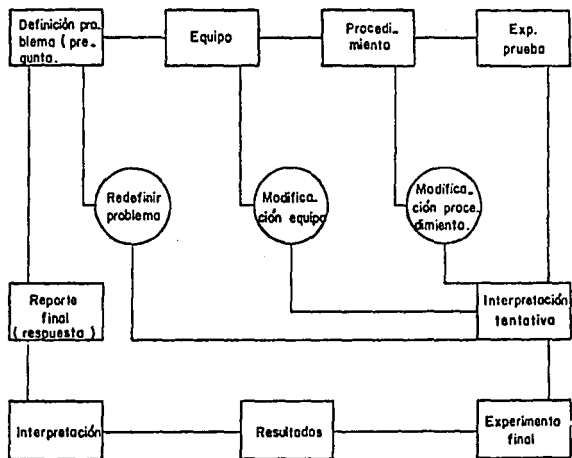 Definición pro_
blema ( pre_
gunta.
Equipo
Procedi_
miento
Exp.
prueba
Redefinir
problema
Modifica_
ción equipo
Modifica_
ción proce_
dimienta.
Reporte
final
( respuesta )
Interpretación
tentativa
Interpretación
Resultados
Experimento
final